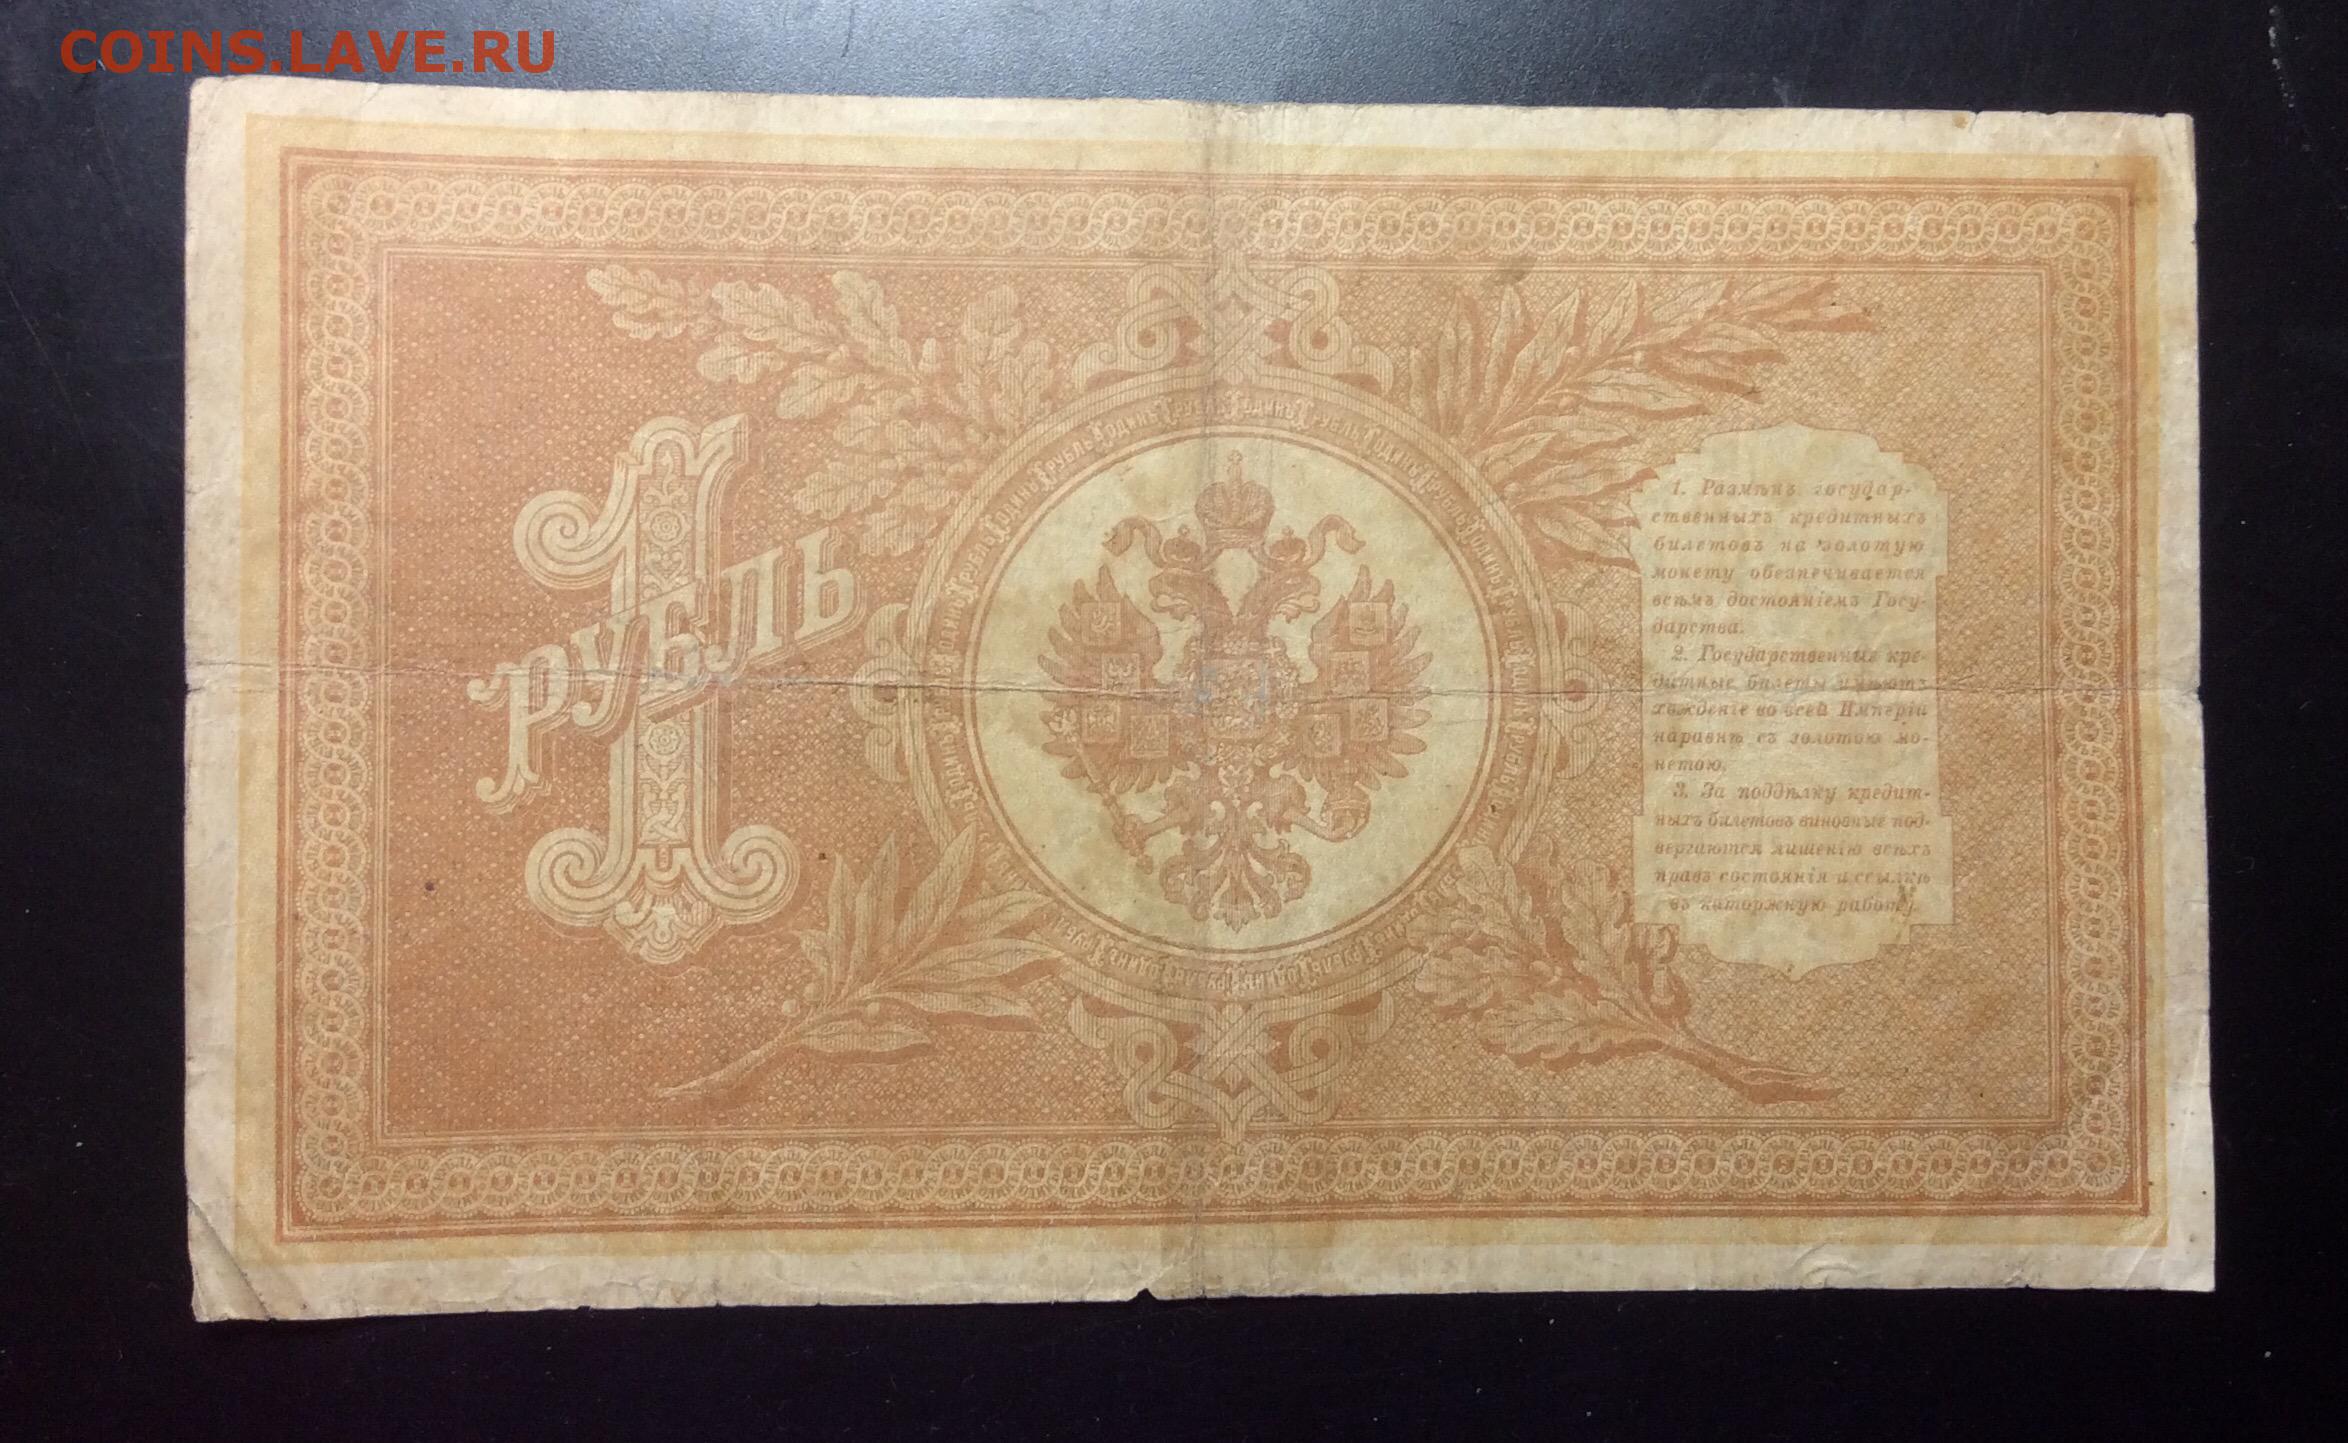 COINS.LAVE.RU
1
РУБЛЬ
1. Размѣнъ государ-
ственныхъ кредитныхъ
билетовъ на золотую
монету обезпечивается
всѣмъ достояніемъ Госу-
дарства.
2. Государственные кре-
дитные билеты имѣютъ
хожденіе во всей Имперіи
наравнѣ съ золотою мо-
нетою.
3. За поддѣлку кредит-
ныхъ билетовъ виновные под-
вергаются лишенію всѣхъ
правъ состоянія и ссылкѣ
въ каторжную работу.